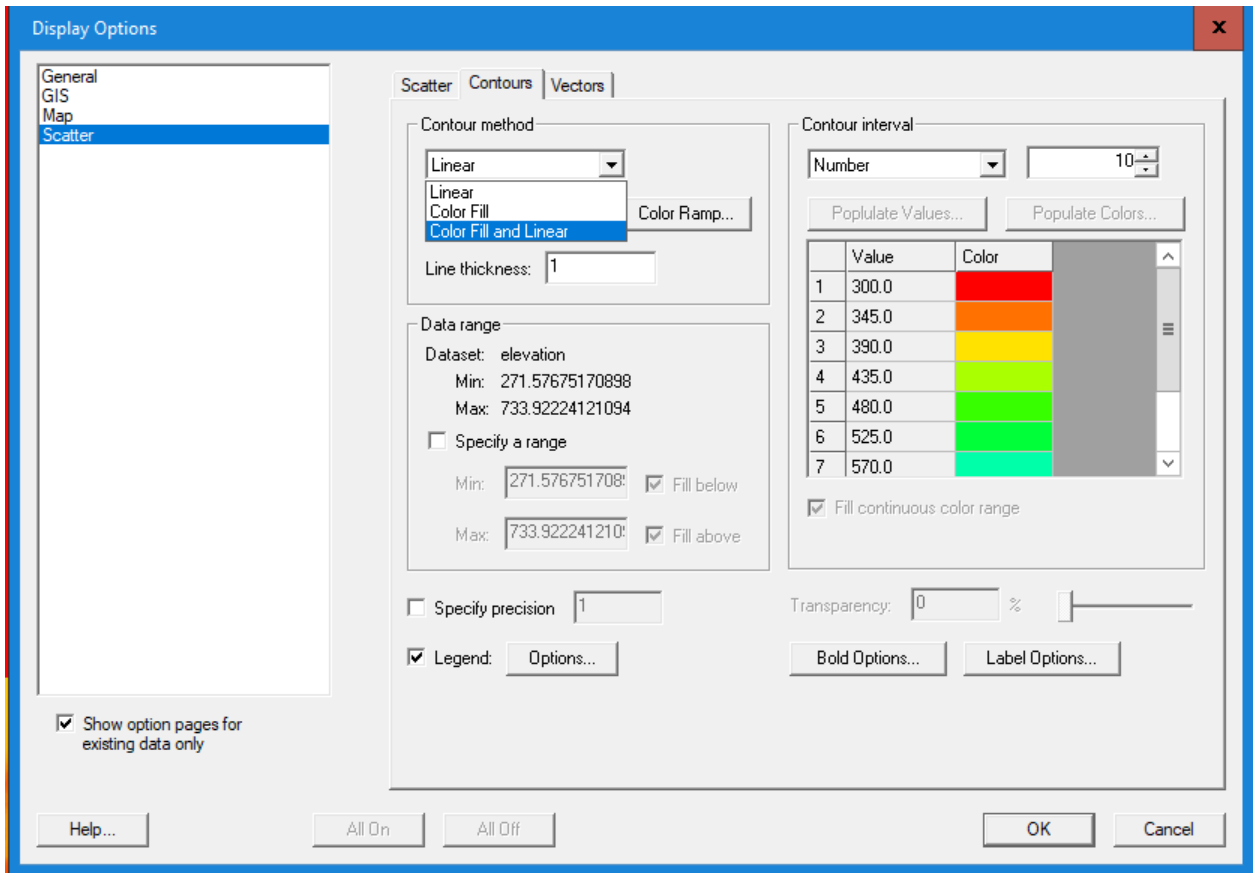 Display Options
x
General
GIS
Map
Scatter
Show option pages for
existing data only
Scatter
Contours
Vectors
Contour method
Linear
Linear
Color Fill
Color Fill and Linear
Color Ramp...
Line thickness: 1
Data range
Dataset: elevation
Min: 271.57675170898
Max: 733.92224121094
Specify a range
Min: 271.576751708
Fill below
Max: 733.922241210
Fill above
Specify precision 1
Legend: Options...
Contour interval
Number
10
Poplulate Values...
Populate Colors...
Value Color
1 300.0
2 345.0
3 390.0
4 435.0
5 480.0
6 525.0
7 570.0
Fill continuous color range
Transparency: 0 %
Bold Options...
Label Options...
Help...
All On
All Off
OK
Cancel